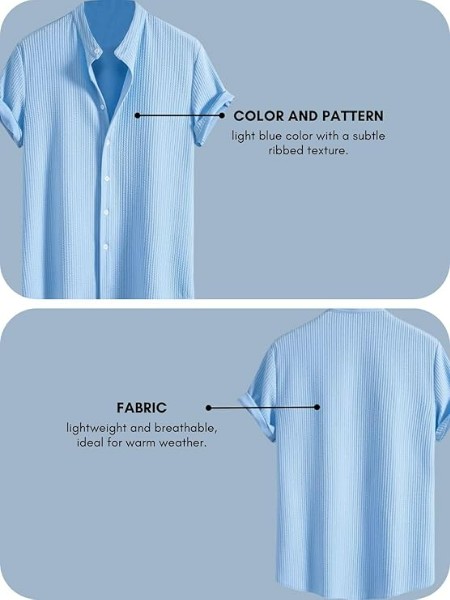 COLOR AND PATTERN
light blue color with a subtle
ribbed texture.
FABRIC
lightweight and breathable,
ideal for warm weather.